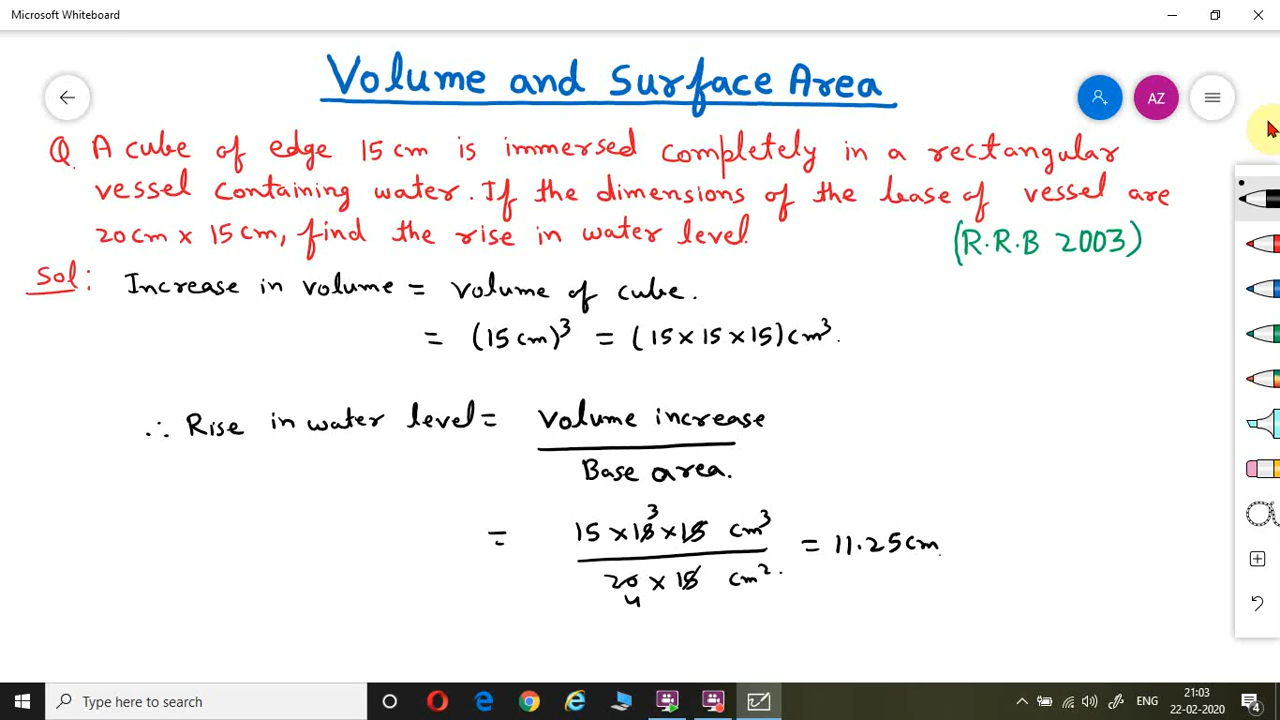 Microsoft Whiteboard
Volume and Surface Area
AZ
Q. A cube of edge 15 cm is immersed completely in a rectangular
vessel containing water. If the dimensions of the base of vessel are
20cm x 15cm, find the rise in water level.
(R.R.B 2003)
Sol: Increase in volume = volume of cube.
= (15 cm)³ = (15 x 15 x 15) cm³.
∴ Rise in water level = Volume increase
Base area.
3
= 15 x 15 x 15 cm³ = 11.25cm.
20 x 15 cm².
4
Type here to search
ENG
21:03
22-02-2020
4